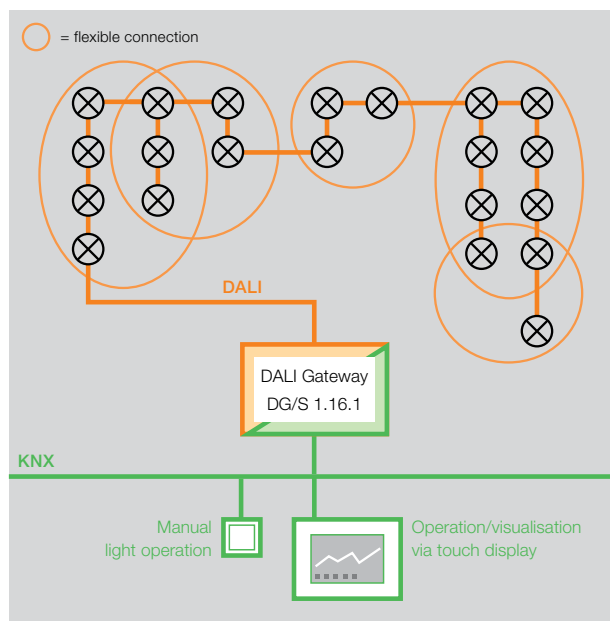 = flexible connection
DALI
DALI Gateway
DG/S 1.16.1
KNX
Manual
light operation
Operation/visualisation
via touch display